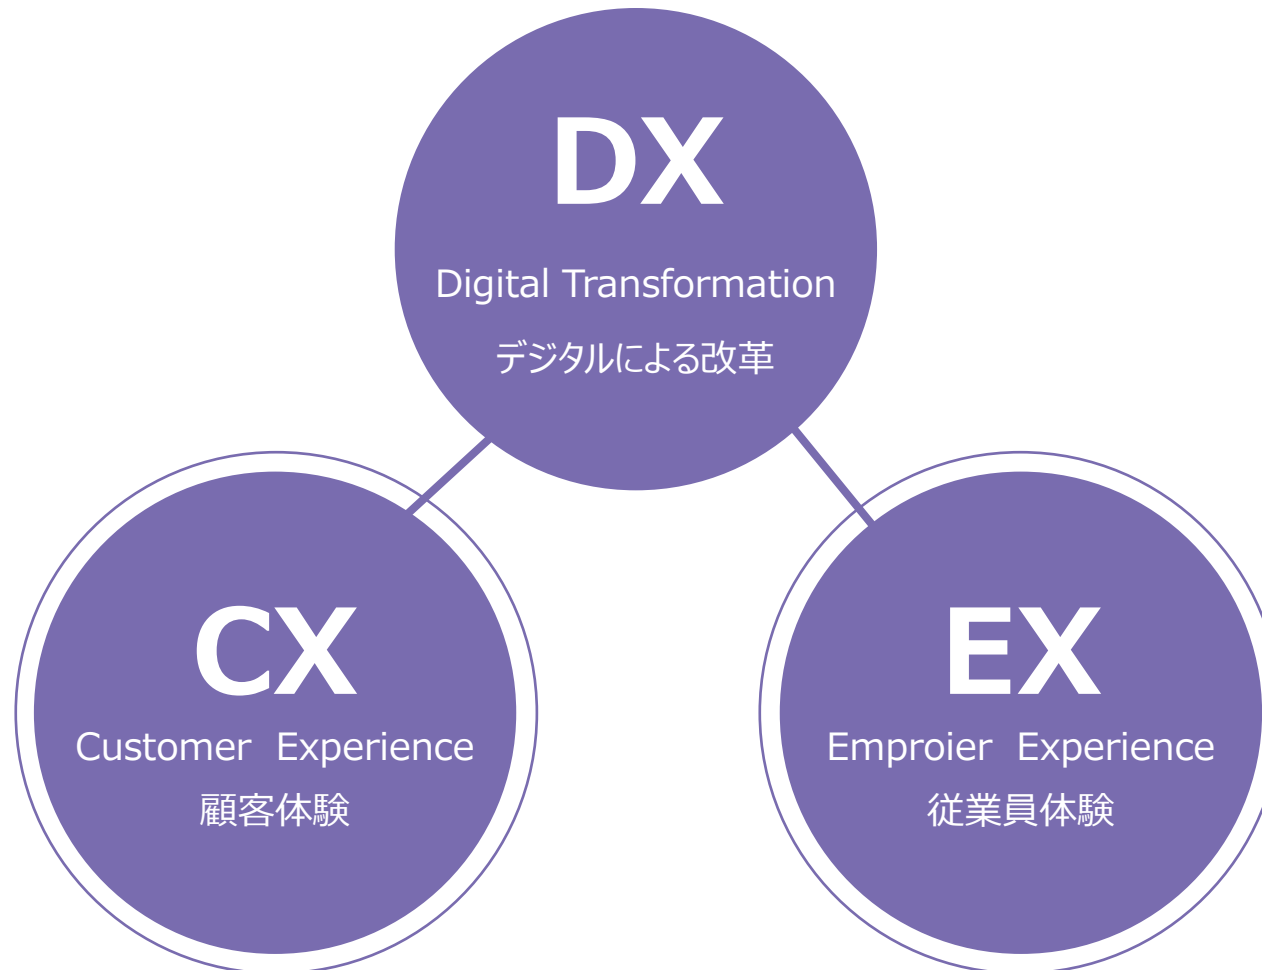 DX
Digital Transformation
デジタルによる改革
CX
Customer Experience
顧客体験
EX
Emproier Experience
従業員体験